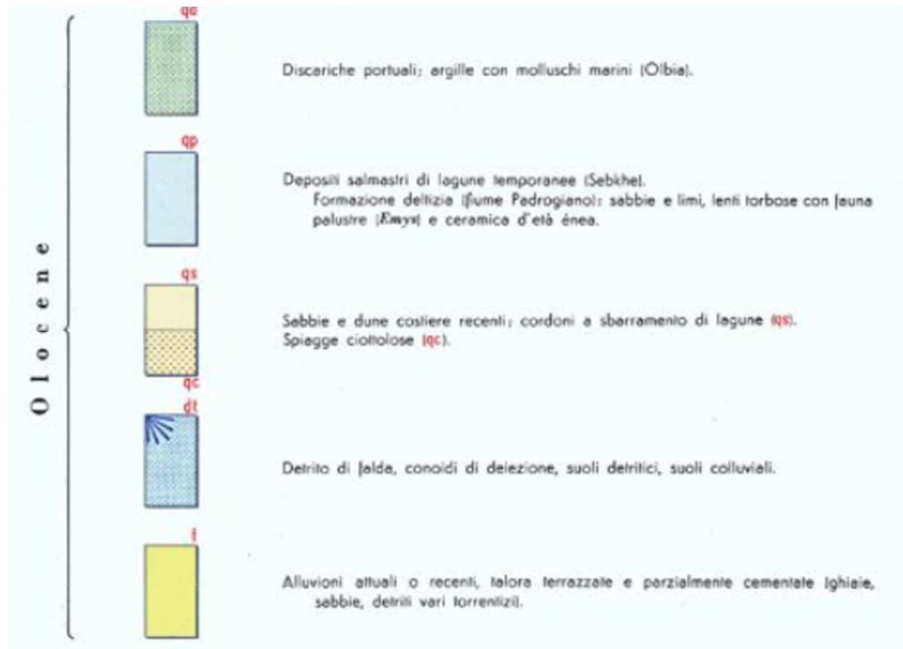 Olocene
qa
Discariche portuali; argille con molluschi marini (Olbia).
qp
Depositi salmastri di lagune temporanee (Sebkhe).
Formazione deltizia (fiume Padrogiano): sabbie e limi, lenti torbose con fauna
palustre (Emys) e ceramica d'età énea.
qs
Sabbie e dune costiere recenti; cordoni a sbarramento di lagune (qs).
Spiagge ciottolose (qc).
qc
dt
Detrito di falda, conoidi di deiezione, suoli detritici, suoli colluviali.
f
Alluvioni attuali o recenti, talora terrazzate e parzialmente cementate (ghiaie,
sabbie, detriti vari torrentizi).